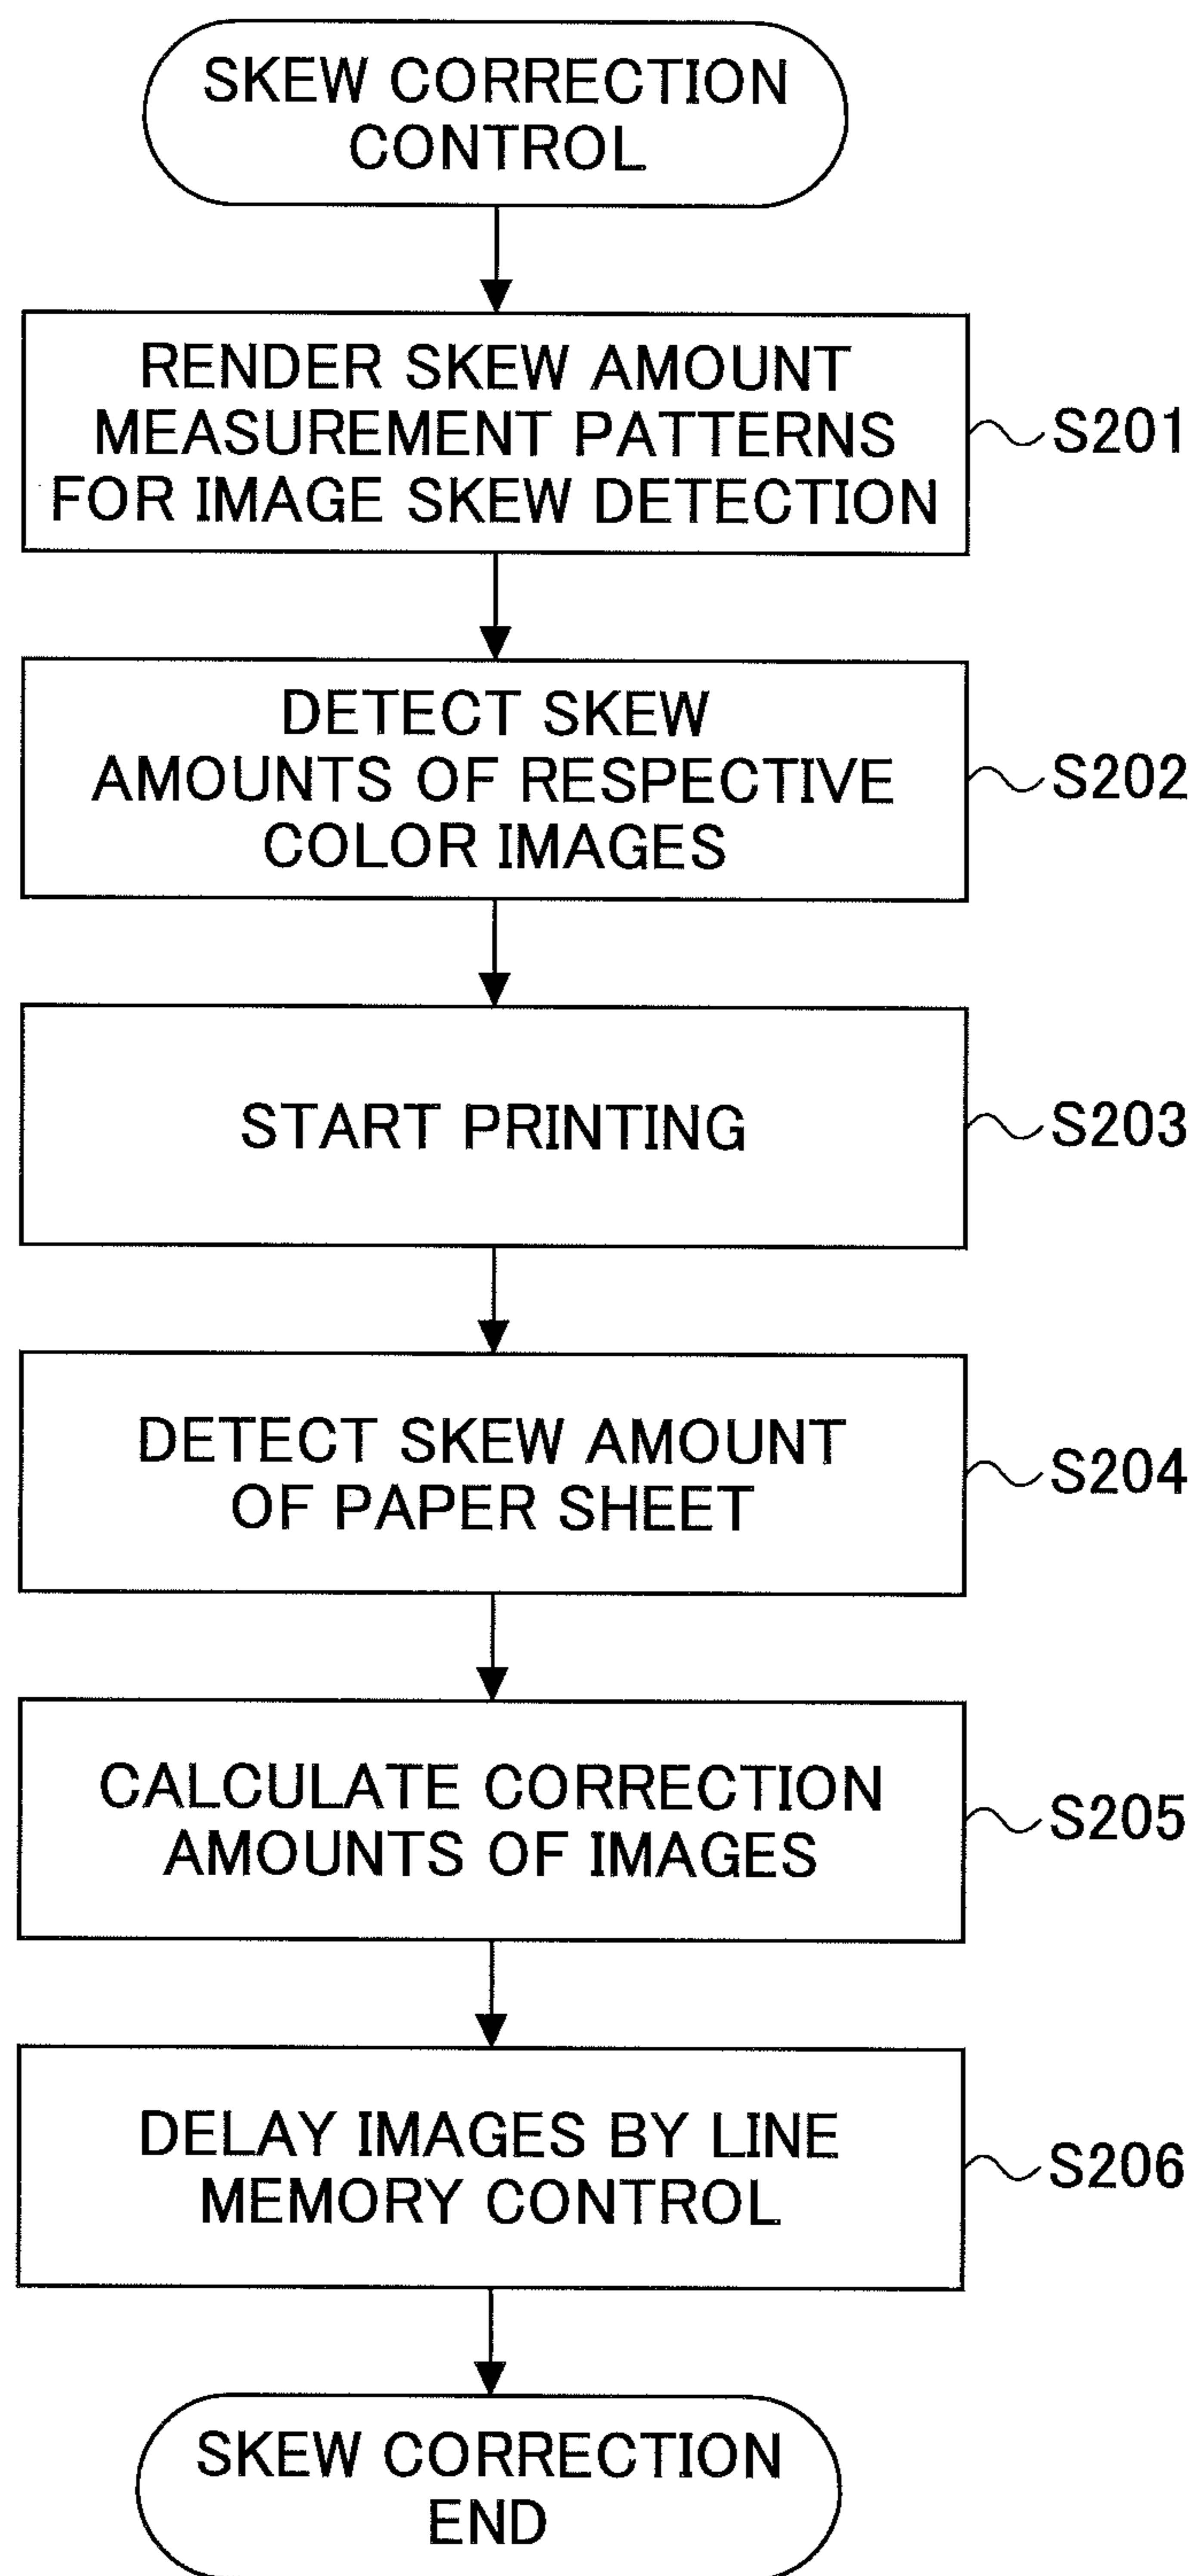 SKEW CORRECTION
CONTROL
RENDER SKEW AMOUNT
MEASUREMENT PATTERNS
FOR IMAGE SKEW DETECTION
S201
DETECT SKEW
AMOUNTS OF RESPECTIVE
COLOR IMAGES
S202
START PRINTING
S203
DETECT SKEW AMOUNT
OF PAPER SHEET
S204
CALCULATE CORRECTION
AMOUNTS OF IMAGES
S205
DELAY IMAGES BY LINE
MEMORY CONTROL
S206
SKEW CORRECTION
END